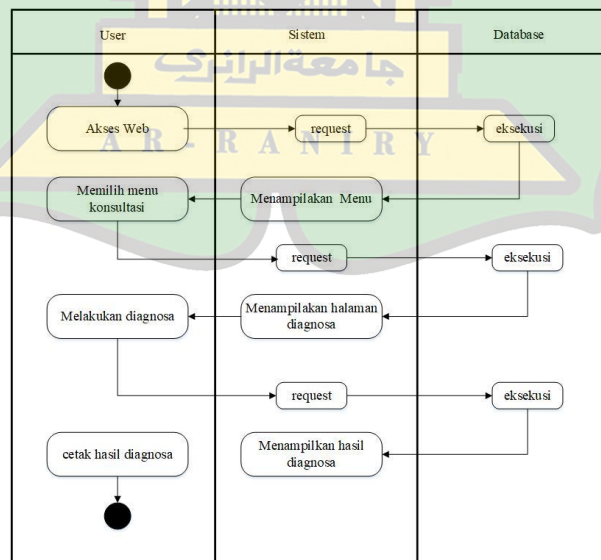 User
Sistem
Database
جامعة الرانري
Akses Web
request
eksekusi
A R - R A N I R Y
Memilih menu
konsultasi
Menampilakan Menu
request
eksekusi
Melakukan diagnosa
Menampilakan halaman
diagnosa
request
eksekusi
cetak hasil diagnosa
Menampilkan hasil
diagnosa